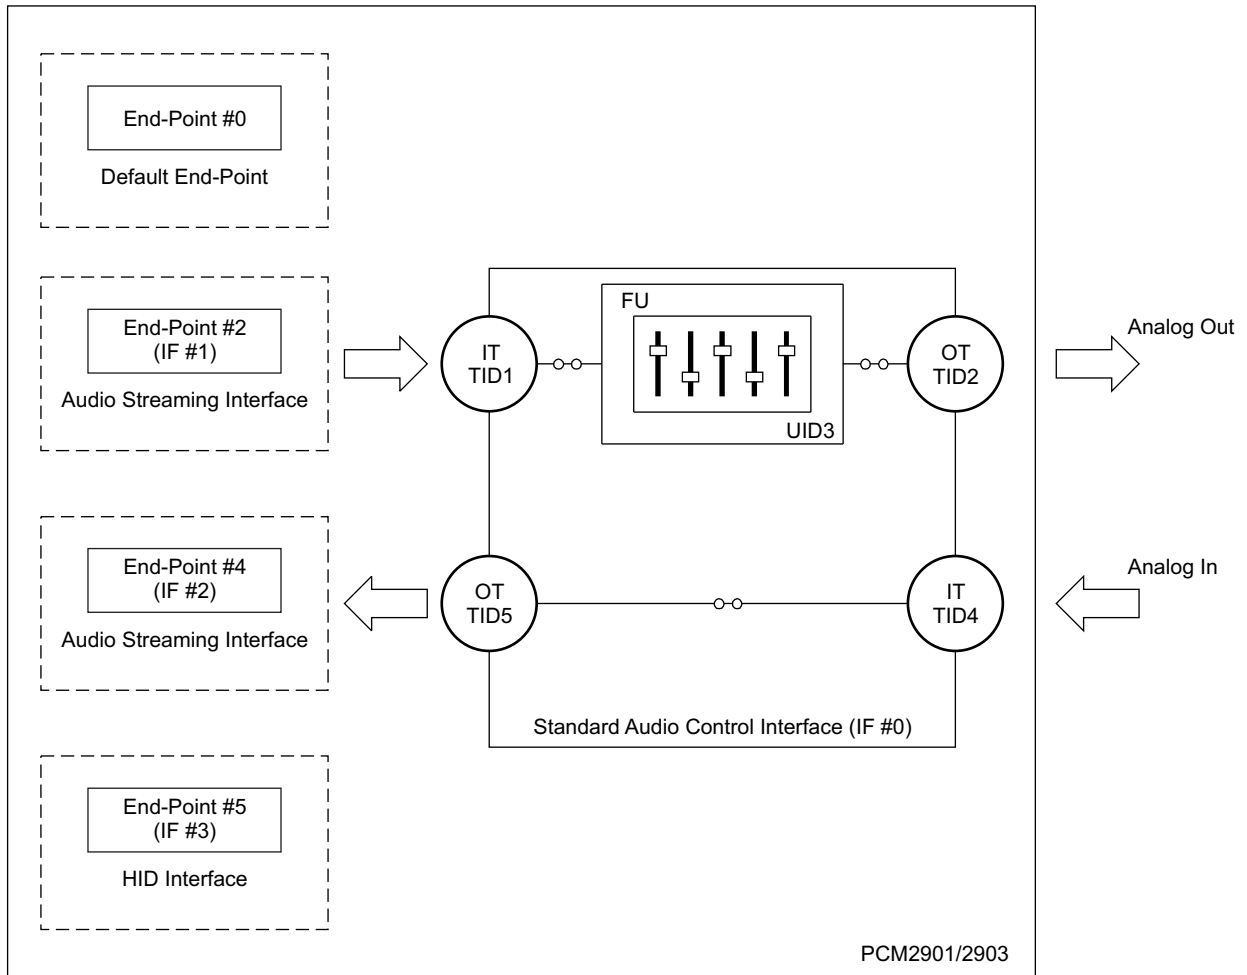 End-Point #0
Default End-Point
End-Point #2
(IF #1)
Audio Streaming Interface
IT
TID1
FU
UID3
OT
TID2
Analog Out
End-Point #4
(IF #2)
Audio Streaming Interface
OT
TID5
IT
TID4
Analog In
Standard Audio Control Interface (IF #0)
End-Point #5
(IF #3)
HID Interface
PCM2901/2903